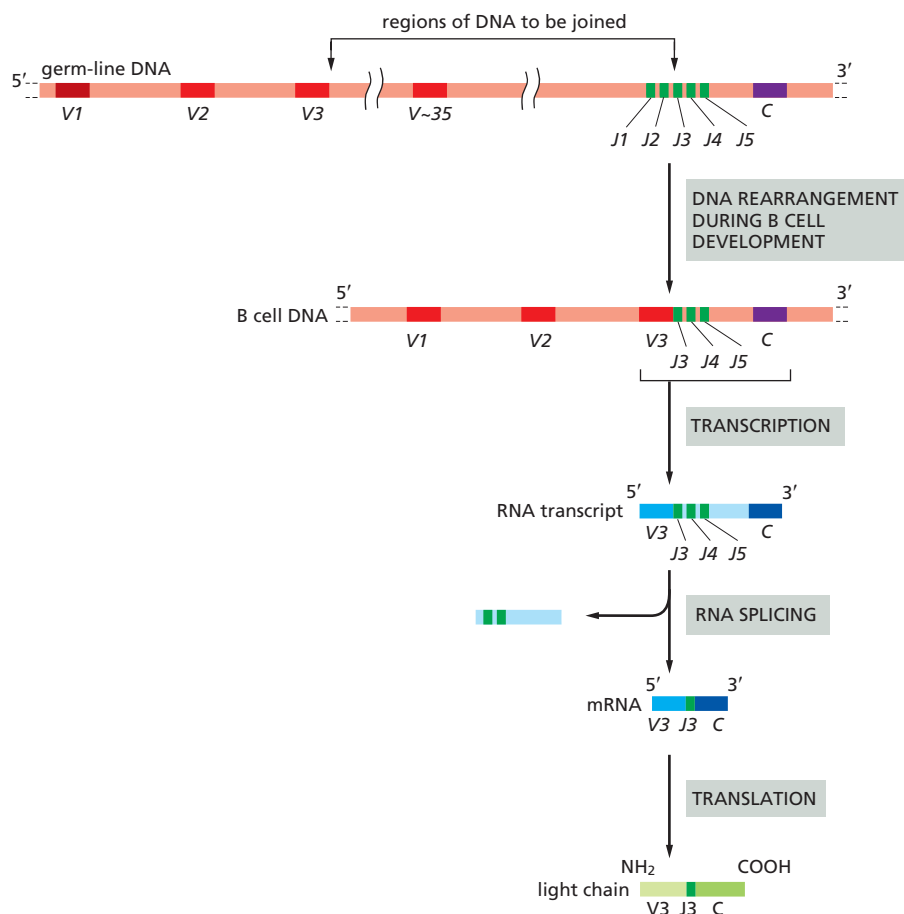 regions of DNA to be joined
germ-line DNA
5′ 3′
V1 V2 V3 V~35 C
J1 J2 J3 J4 J5
DNA REARRANGEMENT
DURING B CELL
DEVELOPMENT
5′ 3′
B cell DNA
V1 V2 V3 C
J3 J4 J5
TRANSCRIPTION
5′ 3′
RNA transcript
V3 J3 J4 J5 C
RNA SPLICING
5′ 3′
mRNA
V3 J3 C
TRANSLATION
NH₂ COOH
light chain
V3 J3 C